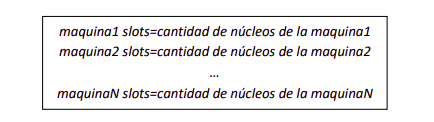 maquina1 slots=cantidad de núcleos de la maquina1
maquina2 slots=cantidad de núcleos de la maquina2
...
maquinaN slots=cantidad de núcleos de la maquinaN